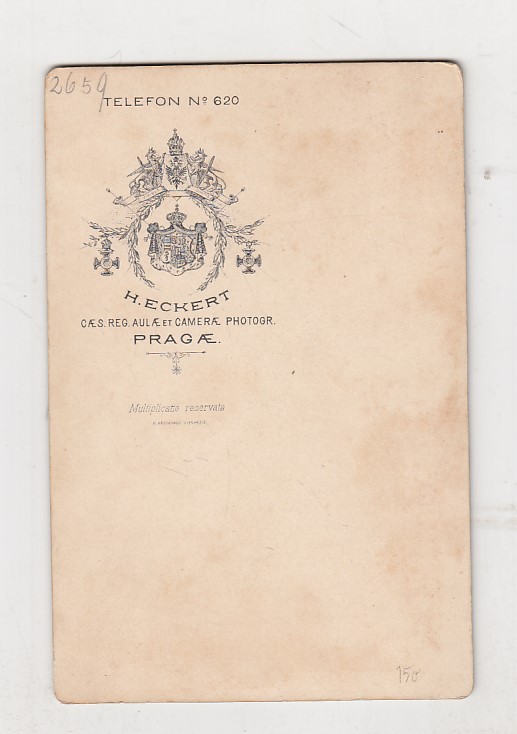 2659
TELEFON Nº 620
H. ECKERT
CÆS. REG. AULÆ ET CAMERÆ PHOTOGR.
PRAGÆ.
Multiplicatio reservata
150